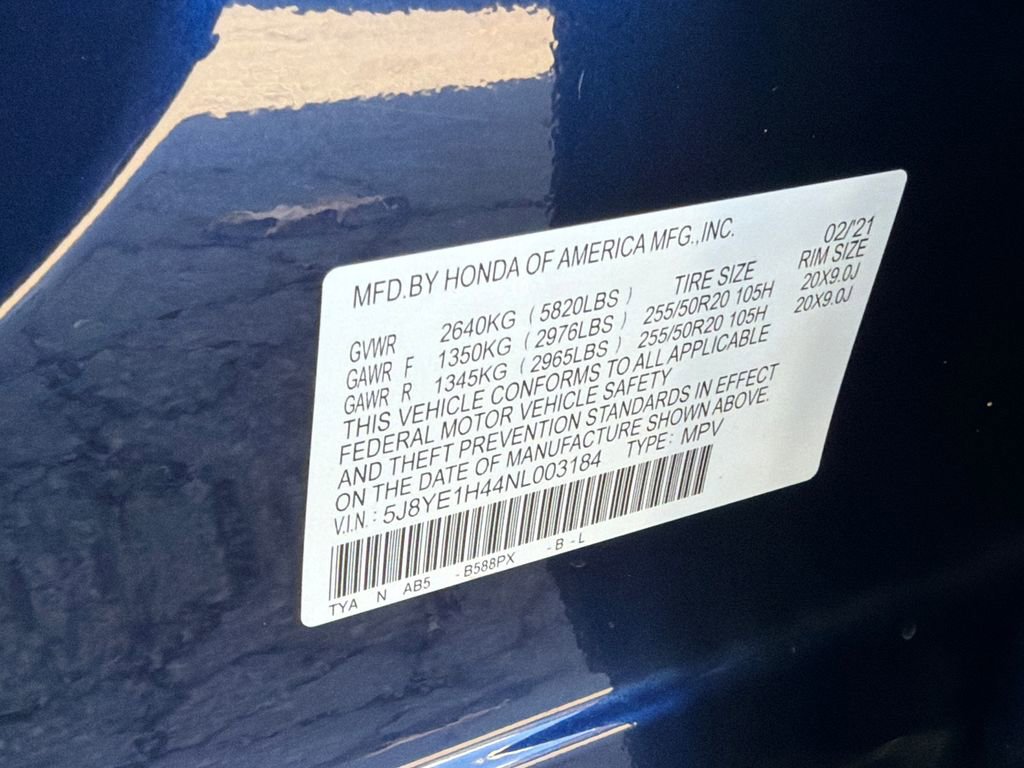 MFD.BY HONDA OF AMERICA MFG.,INC. 02/'21
TIRE SIZE RIM SIZE
GVWR 2640KG ( 5820LBS )
GAWR F 1350KG ( 2976LBS ) 255/50R20 105H 20X9.0J
GAWR R 1345KG ( 2965LBS ) 255/50R20 105H 20X9.0J
THIS VEHICLE CONFORMS TO ALL APPLICABLE
FEDERAL MOTOR VEHICLE SAFETY
AND THEFT PREVENTION STANDARDS IN EFFECT
ON THE DATE OF MANUFACTURE SHOWN ABOVE.
V.I.N.: 5J8YE1H44NL003184 TYPE: MPV
TYA N AB5 -B588PX -B-L